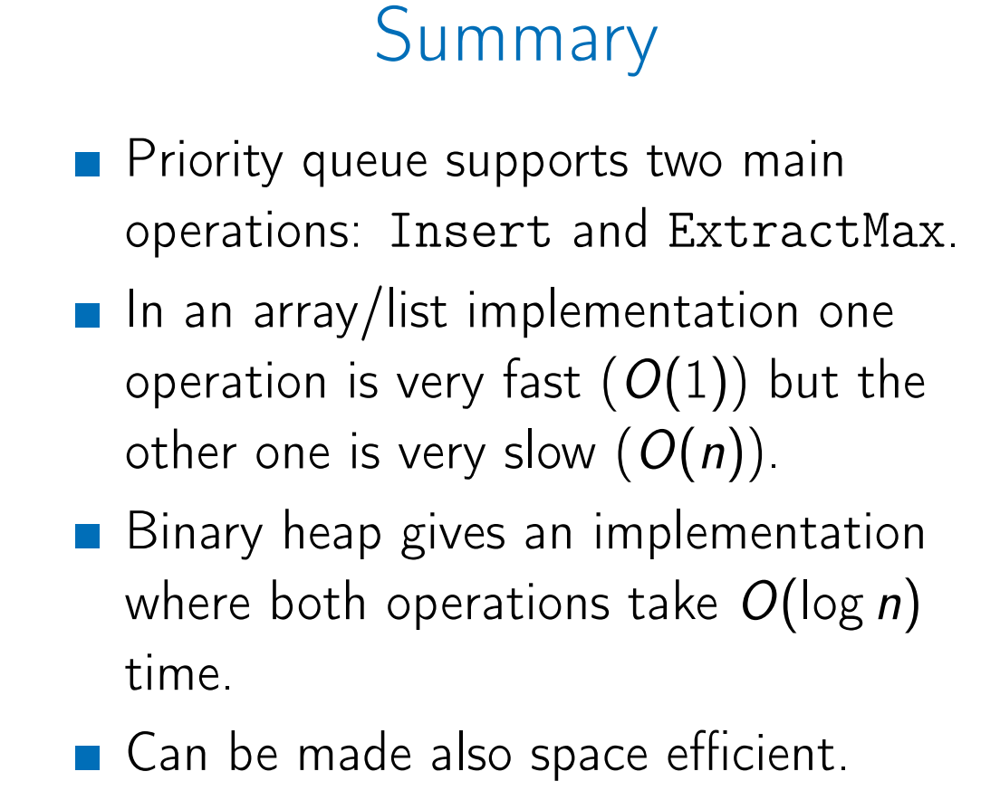 Summary
Priority queue supports two main
operations: Insert and ExtractMax.
In an array/list implementation one
operation is very fast (O(1)) but the
other one is very slow (O(n)).
Binary heap gives an implementation
where both operations take O(log n)
time.
Can be made also space efficient.